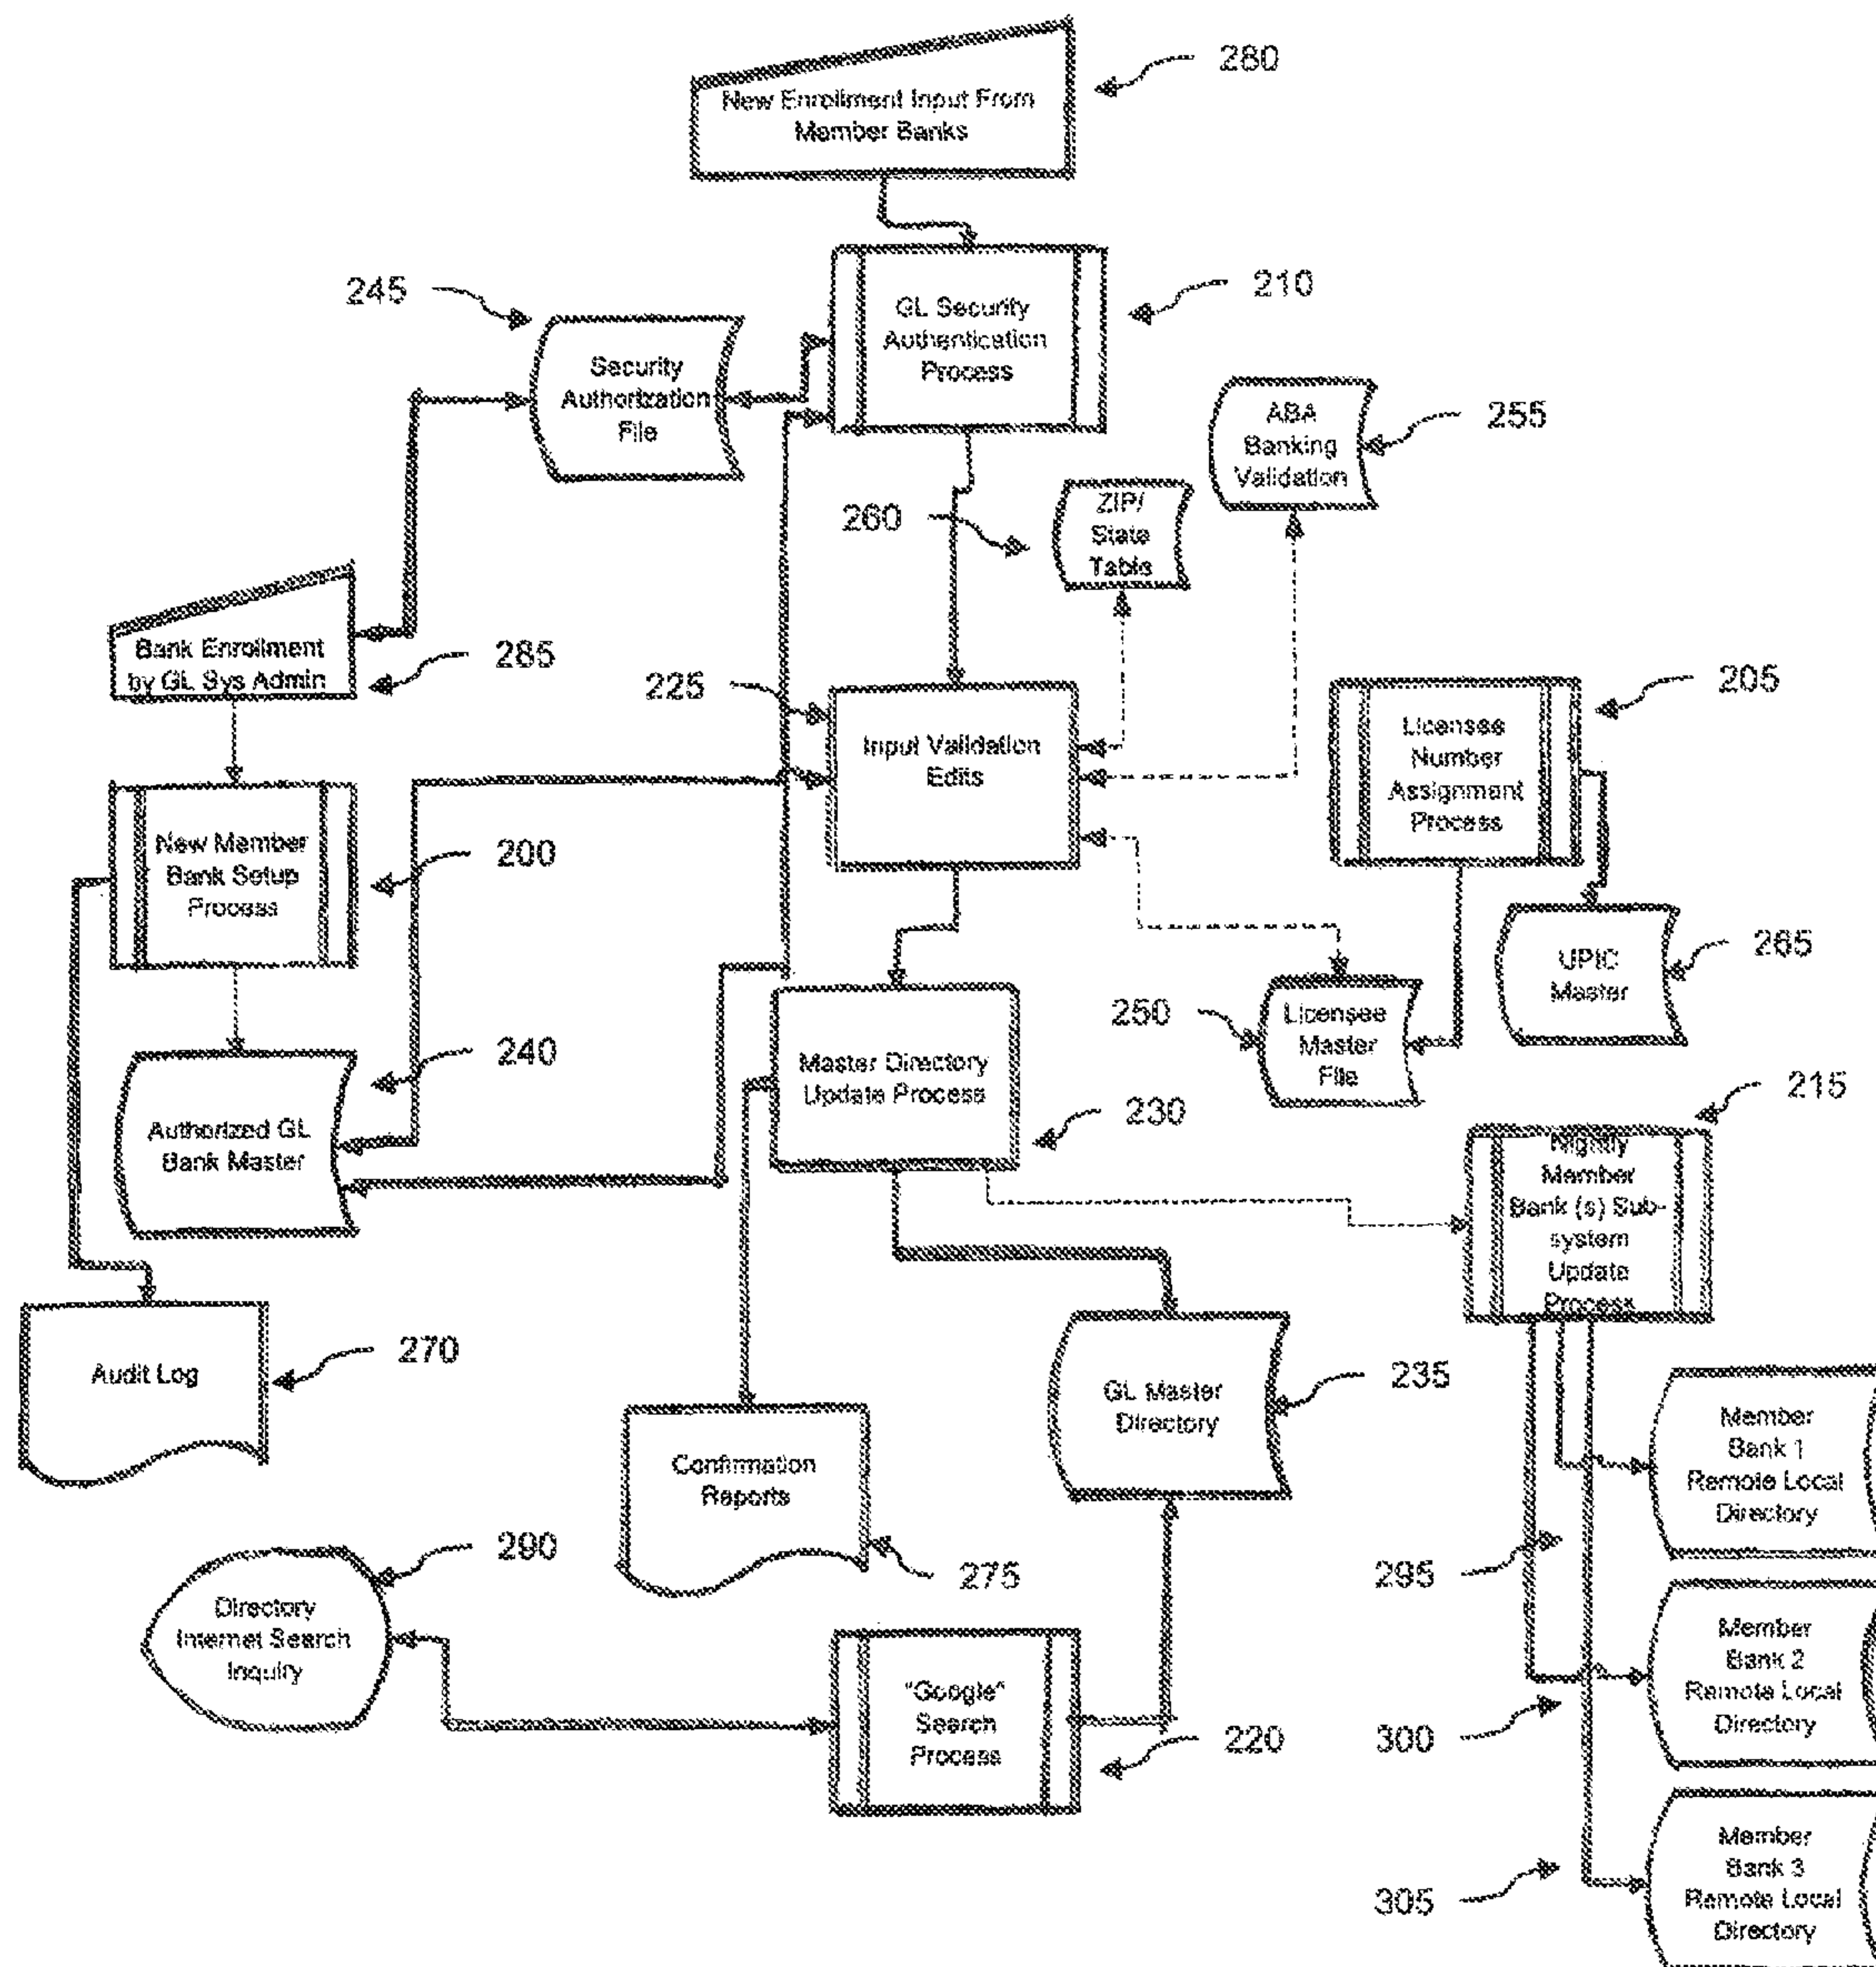 New Enrollment Input From
Member Banks
280
245
GL Security
Authentication
Process
210
Security
Authorization
File
ABA
Banking
Validation
255
260
ZIP/
State
Table
Bank Enrollment
by GL Sys Admin
285
225
Input Validation
Edits
Licensee
Number
Assignment
Process
205
New Member
Bank Setup
Process
200
UPIC
Master
265
250
Licensee
Master
File
240
Master Directory
Update Process
230
Authorized GL
Bank Master
215
Nightly
Member
Bank (s) Sub-
system
Update
Process
Audit Log
270
GL Master
Directory
235
Member
Bank 1
Remote Local
Directory
Confirmation
Reports
275
290
295
Directory
Internet Search
Inquiry
Member
Bank 2
Remote Local
Directory
"Google"
Search
Process
220
300
Member
Bank 3
Remote Local
Directory
305